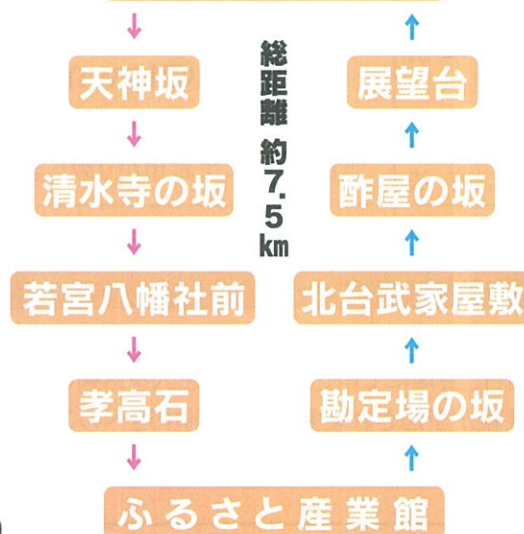 天神坂
清水寺の坂
若宮八幡社前
孝高石
ふるさと産業館
勘定場の坂
北台武家屋敷
酢屋の坂
展望台
総距離 約7.5km